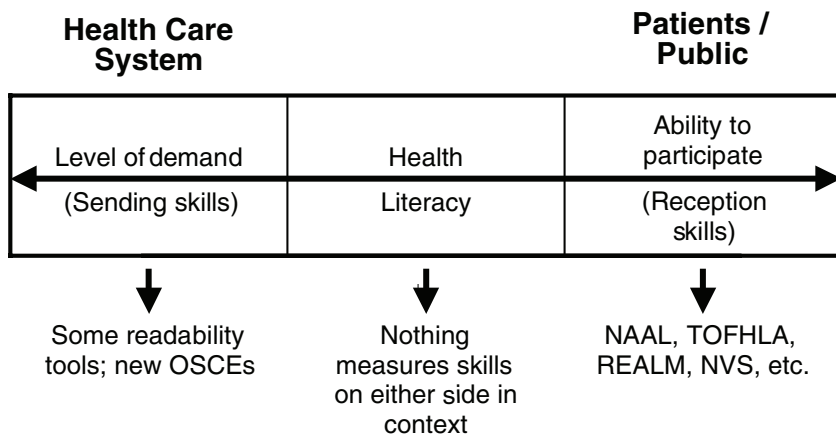 Health Care
System
Patients /
Public
Level of demand
(Sending skills)
Health
Literacy
Ability to
participate
(Reception
skills)
Some readability
tools; new OSCEs
Nothing
measures skills
on either side in
context
NAAL, TOFHLA,
REALM, NVS, etc.